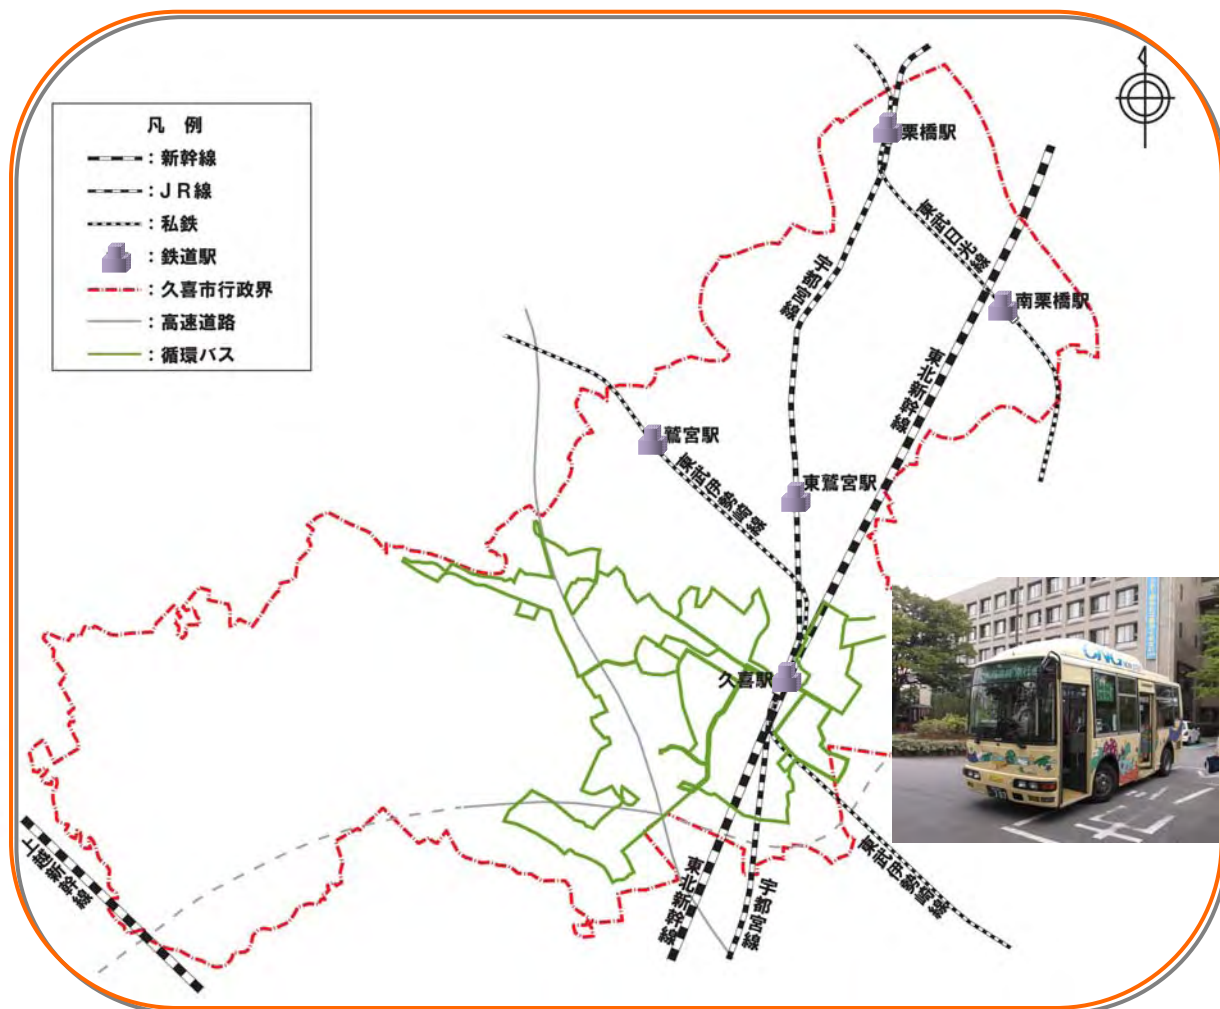 凡 例
：新幹線
：ＪＲ線
：私鉄
：鉄道駅
：久喜市行政界
：高速道路
：循環バス
栗橋駅
東武日光線
宇都宮線
南栗橋駅
東北新幹線
鷲宮駅
東武伊勢崎線
東鷲宮駅
久喜駅
CNG
上越新幹線
東北新幹線
宇都宮線
東武伊勢崎線